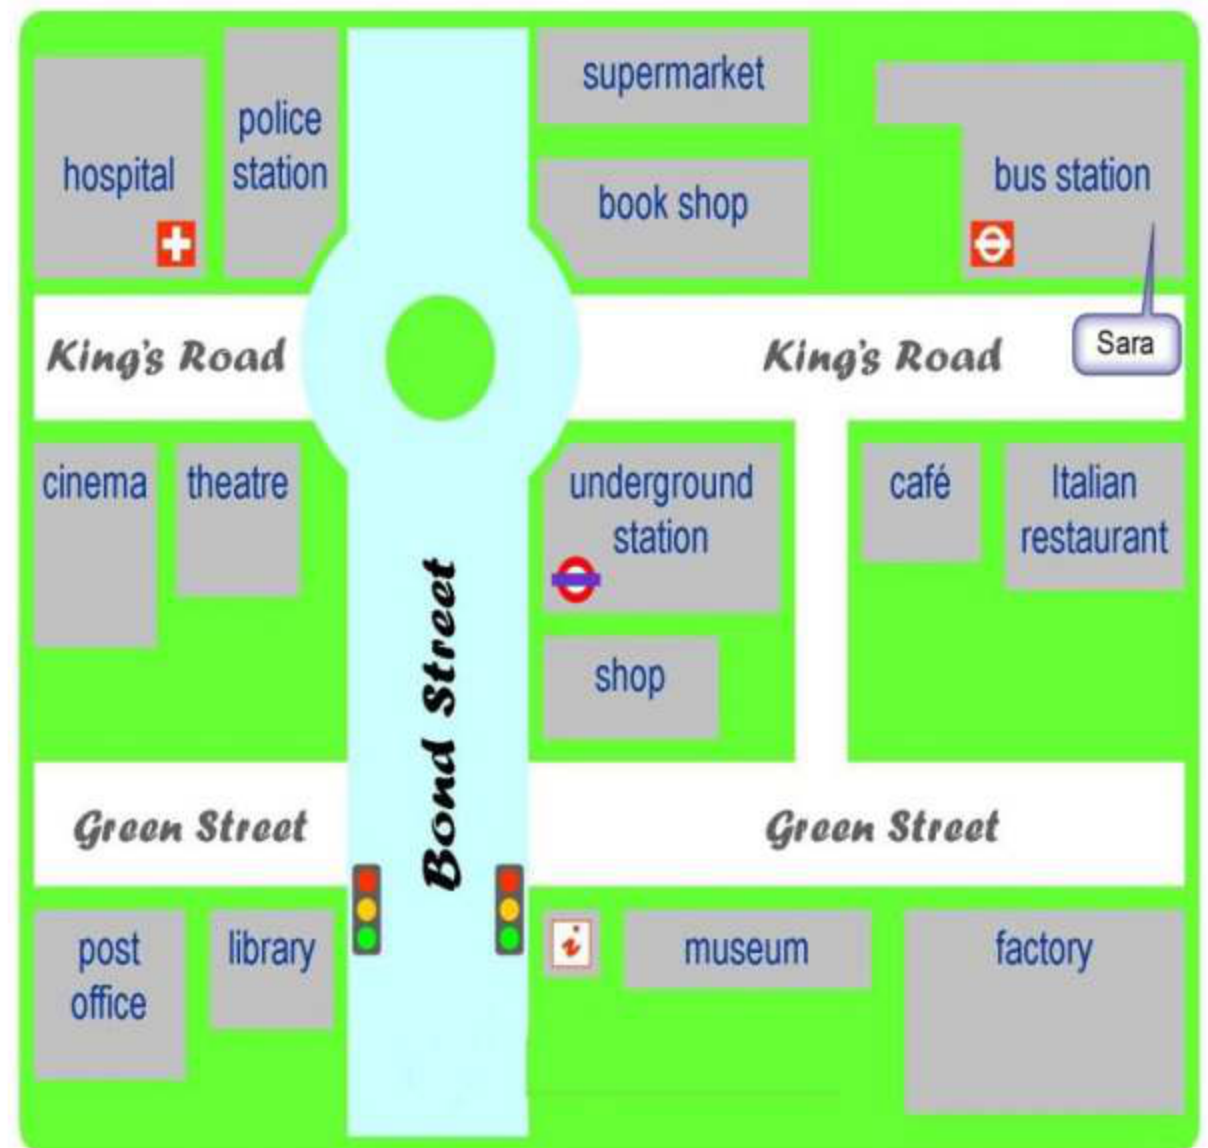 supermarket
police
station
hospital
bus station
book shop
Sara
King's Road
King's Road
cinema
theatre
underground
station
café
Italian
restaurant
shop
Bond Street
Green Street
Green Street
post
office
library
i
museum
factory